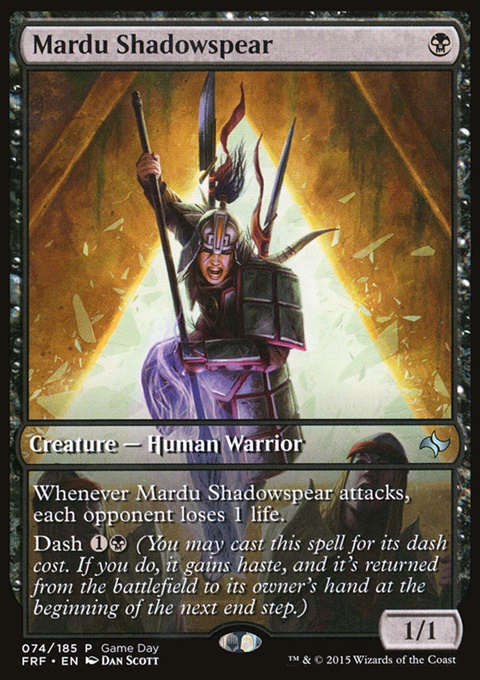 Mardu Shadowspear
Creature — Human Warrior
Whenever Mardu Shadowspear attacks,
each opponent loses 1 life.
Dash 1 (You may cast this spell for its dash
cost. If you do, it gains haste, and it's returned
from the battlefield to its owner's hand at the
beginning of the next end step.)
1/1
074/185 P Game Day
FRF • EN Dan Scott
™ & © 2015 Wizards of the Coast